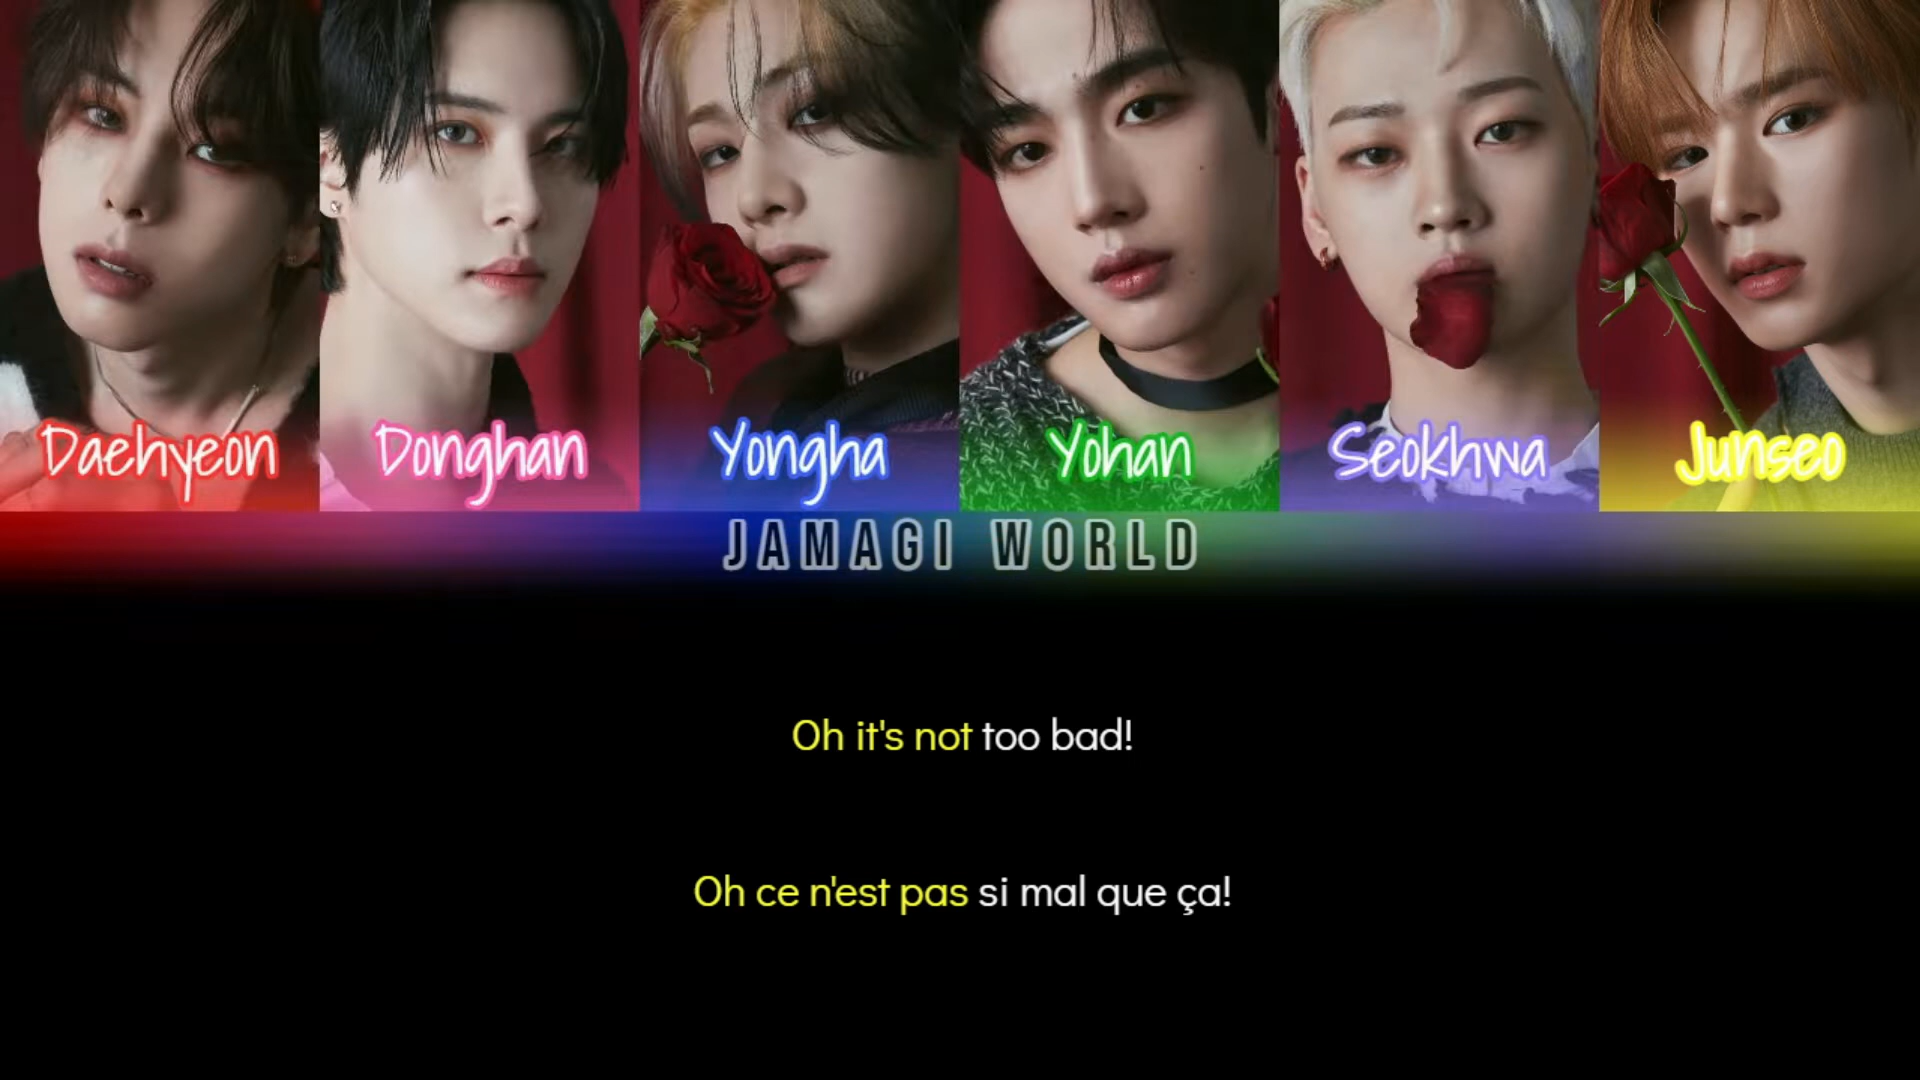 Daehyeon Donghan Yongha Yohan Seokhwa Junseo
JAMAGI WORLD
Oh it's not too bad!
Oh ce n'est pas si mal que ça!